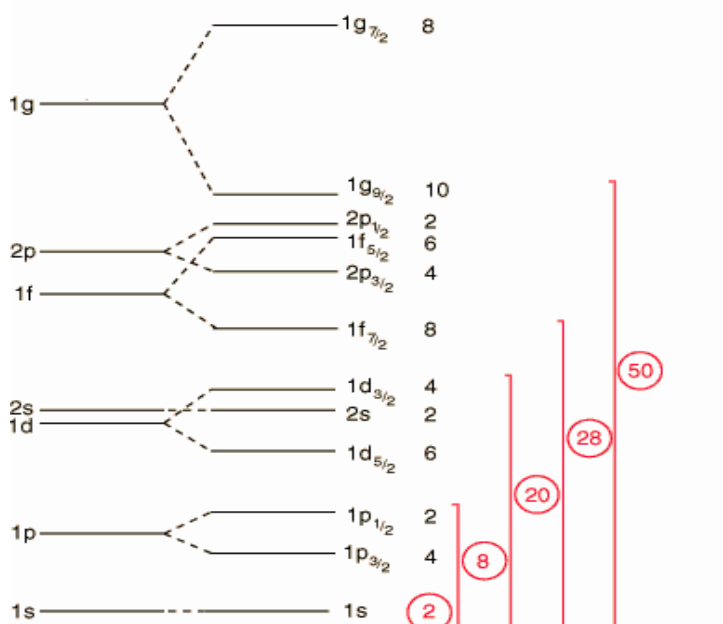 1g7/2 8
1g
1g9/2 10
2p1/2 2
2p 1f5/2 6
2p3/2 4
1f
1f7/2 8
50
1d3/2 4
2s 2s 2
1d
28
1d5/2 6
20
1p1/2 2
1p
1p3/2 4 8
1s 1s 2